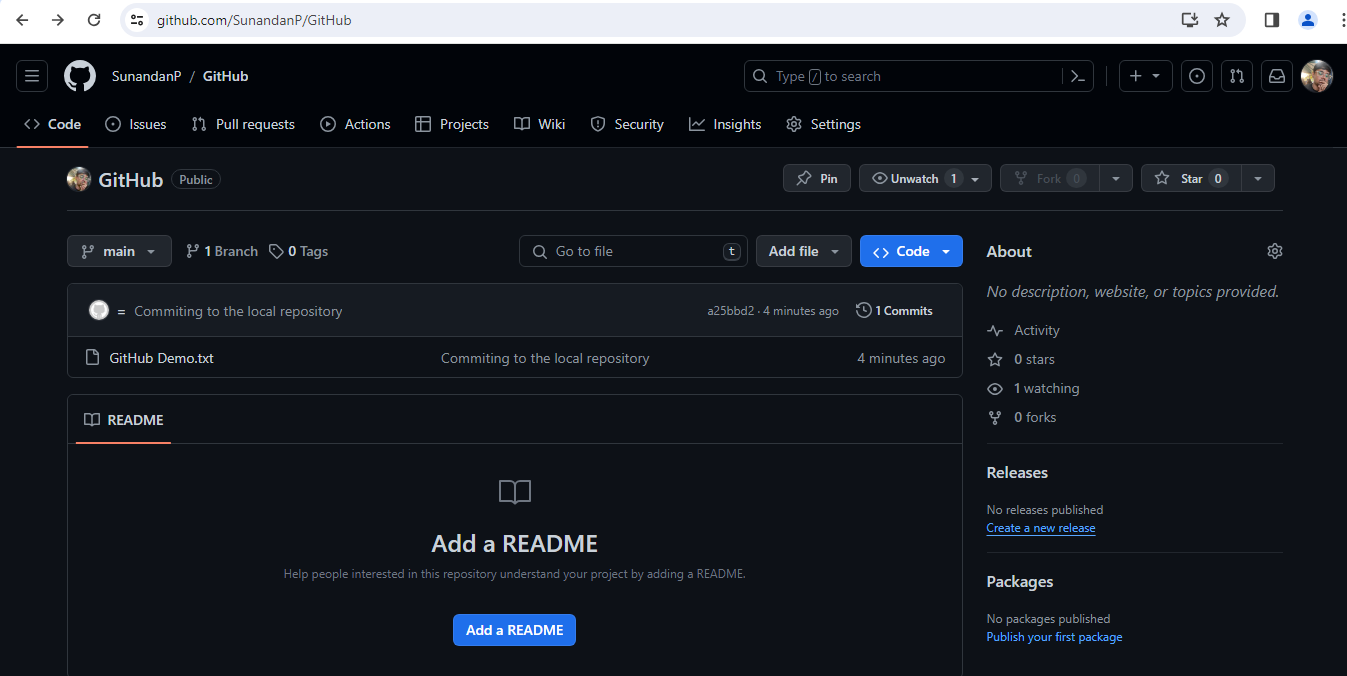 github.com/SunandanP/GitHub
SunandanP / GitHub
Type / to search
Code
Issues
Pull requests
Actions
Projects
Wiki
Security
Insights
Settings
GitHub Public
Pin
Unwatch 1
Fork 0
Star 0
main
1 Branch
0 Tags
Go to file t
Add file
Code
= Commiting to the local repository
a25bbd2 · 4 minutes ago
1 Commits
GitHub Demo.txt
Commiting to the local repository
4 minutes ago
README
Add a README
Help people interested in this repository understand your project by adding a README.
Add a README
About
No description, website, or topics provided.
Activity
0 stars
1 watching
0 forks
Releases
No releases published
Create a new release
Packages
No packages published
Publish your first package